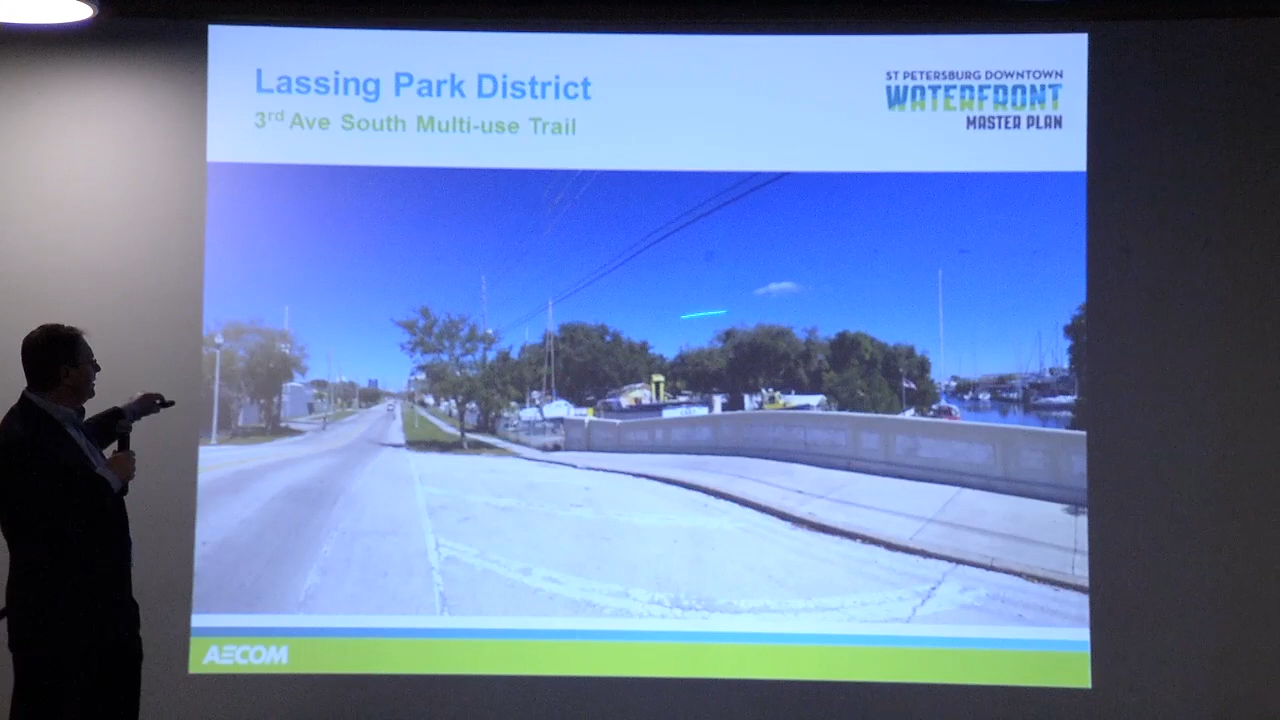 Lassing Park District
3rd Ave South Multi-use Trail
ST PETERSBURG DOWNTOWN
WATERFRONT
MASTER PLAN
AECOM